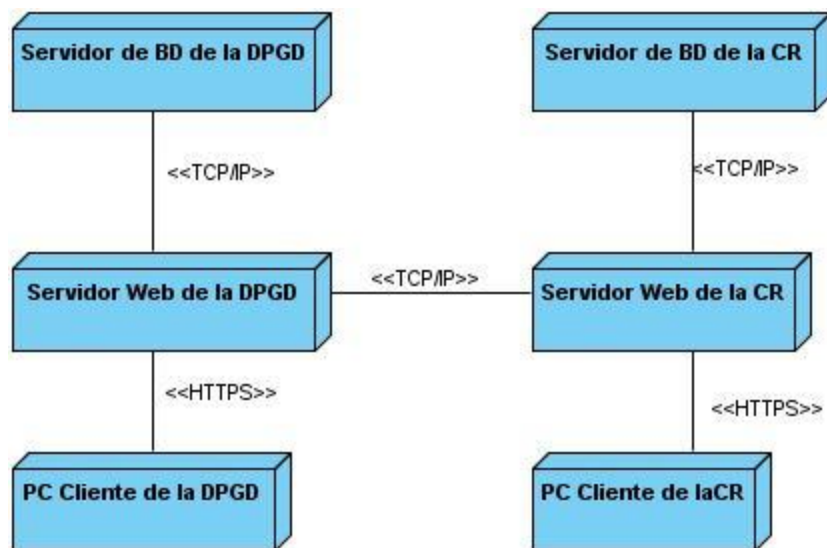 Servidor de BD de la DPGD
Servidor de BD de la CR
<<TCP/IP>>
<<TCP/IP>>
Servidor Web de la DPGD
<<TCP/IP>>
Servidor Web de la CR
<<HTTPS>>
<<HTTPS>>
PC Cliente de la DPGD
PC Cliente de laCR